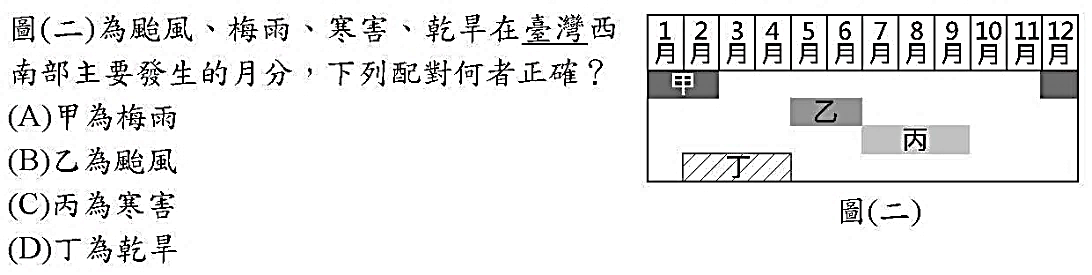 圖(二)為颱風、梅雨、寒害、乾旱在臺灣西
南部主要發生的月分，下列配對何者正確？
(A)甲為梅雨
(B)乙為颱風
(C)丙為寒害
(D)丁為乾旱
1月 2月 3月 4月 5月 6月 7月 8月 9月 10月 11月 12月
甲
乙
丙
丁
圖(二)